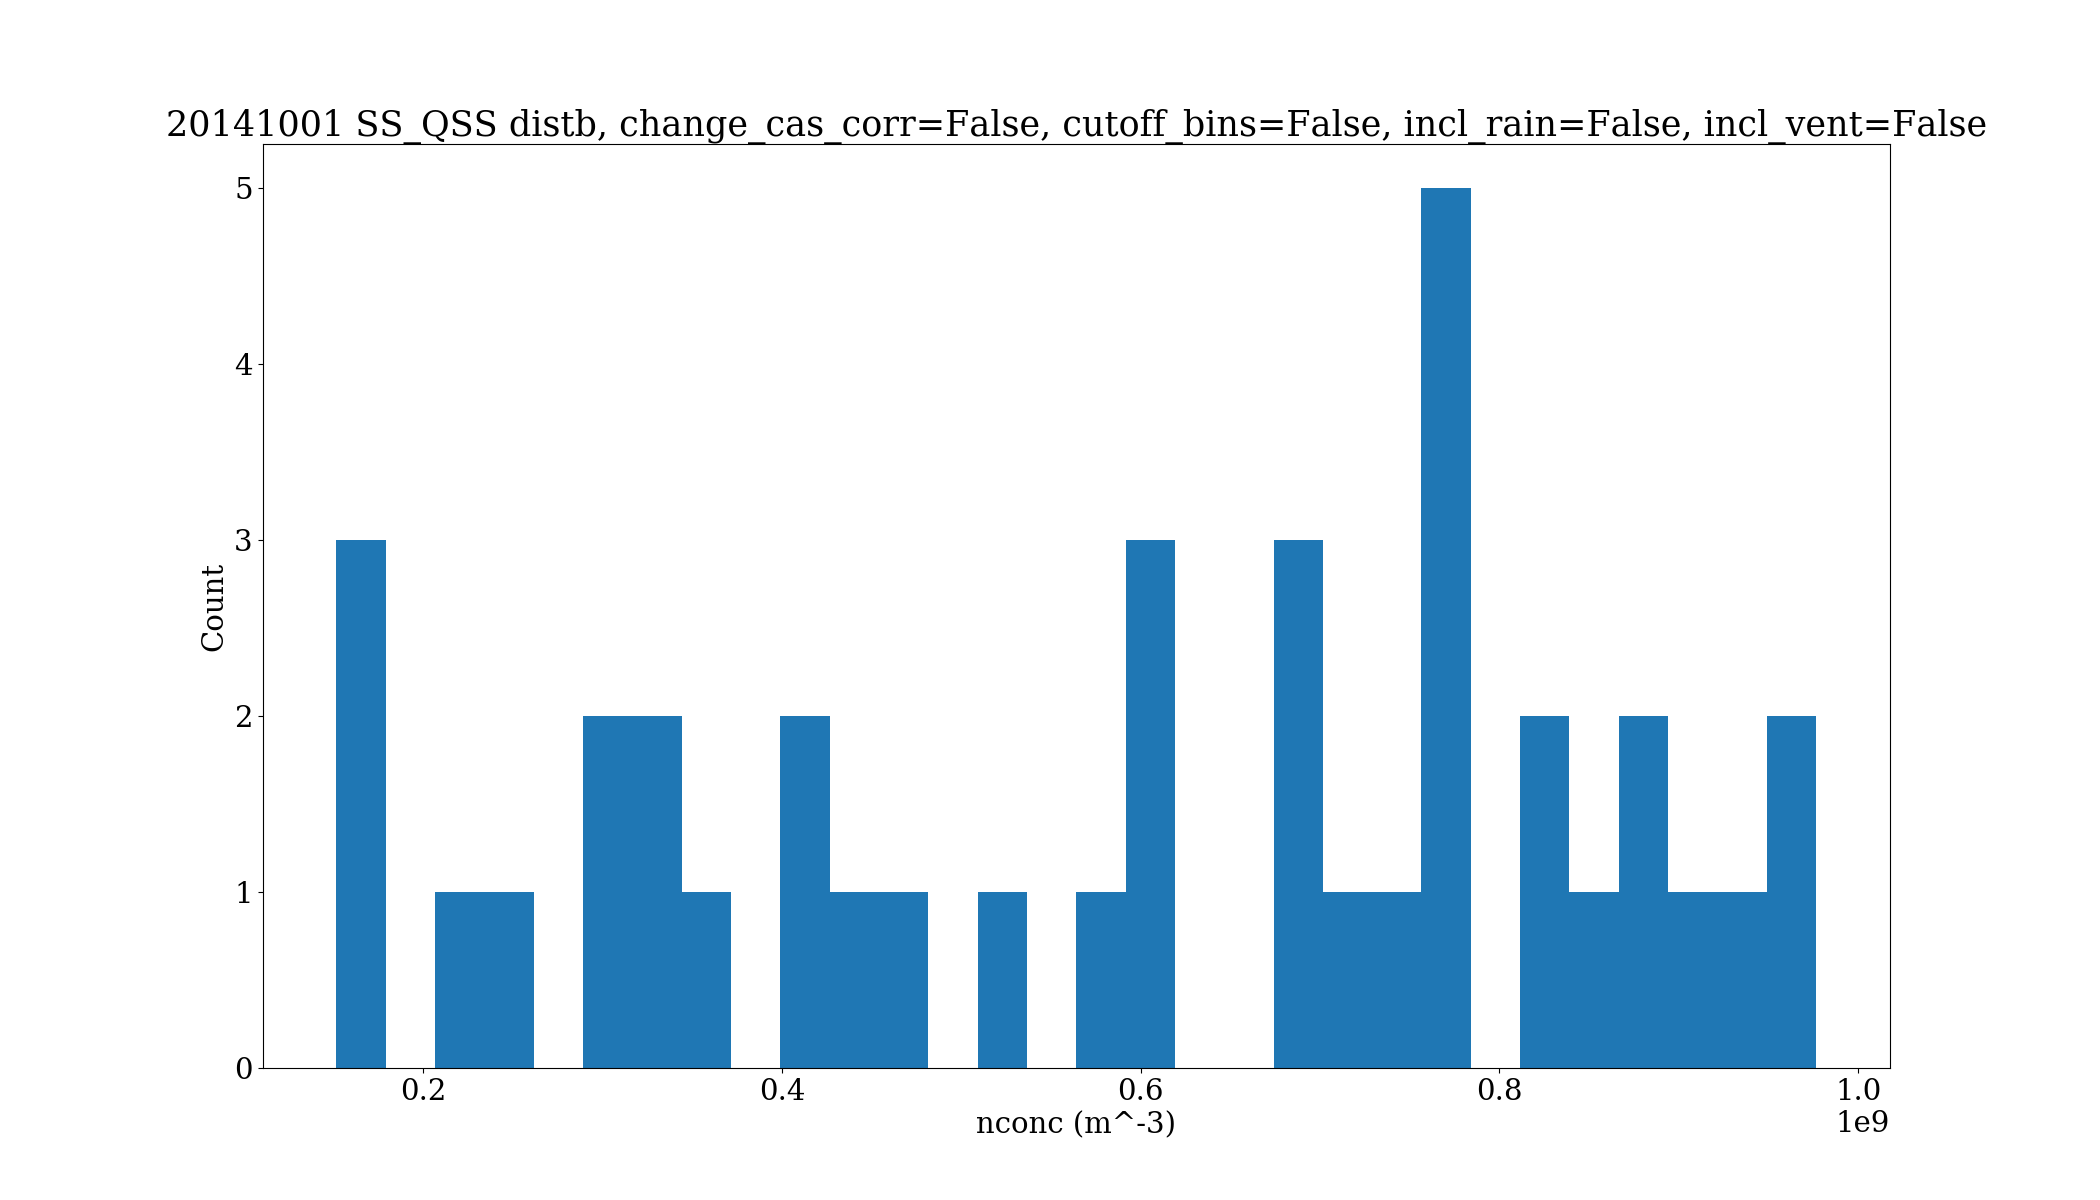 20141001 SS_QSS distb, change_cas_corr=False, cutoff_bins=False, incl_rain=False, incl_vent=False
5
4
3
2
1
0
Count
0.2 0.4 0.6 0.8 1.0
nconc (m^-3)
1e9